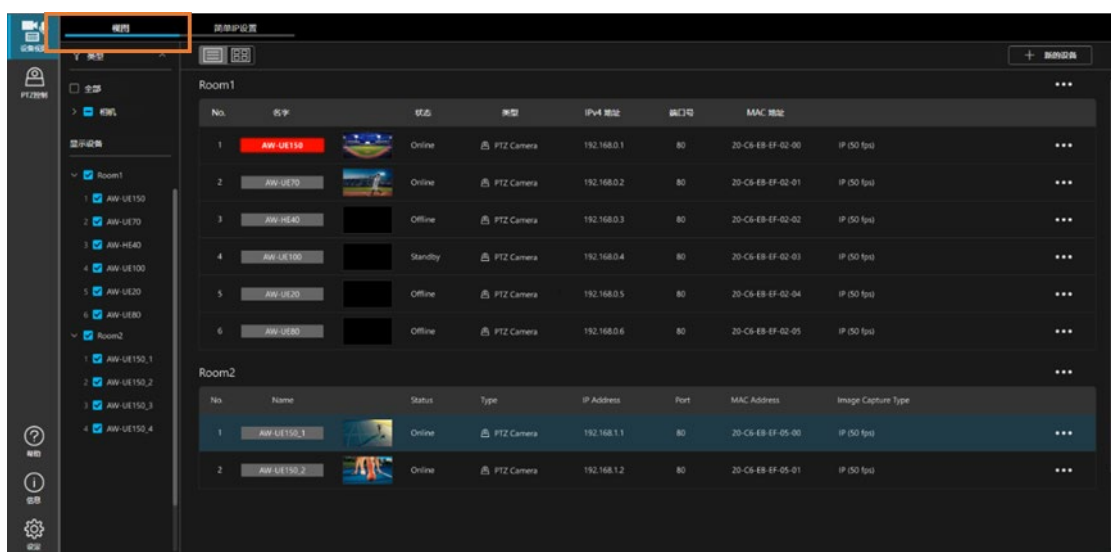 视图 简单IP设置
设备视图
PTZ控制
帮助
信息
设置
类型
全部
相机
显示设备
Room1
1 AW-UE150
2 AW-UE70
3 AW-HE40
4 AW-UE100
5 AW-UE20
6 AW-UE80
Room2
1 AW-UE150_1
2 AW-UE150_2
3 AW-UE150_3
4 AW-UE150_4
+ 新的设备
Room1
No. 名字 状态 类型 IPv4 地址 端口号 MAC 地址
1 AW-UE150 Online PTZ Camera 192.168.0.1 80 20-C6-EB-EF-02-00 IP (50 fps)
2 AW-UE70 Online PTZ Camera 192.168.0.2 80 20-C6-EB-EF-02-01 IP (50 fps)
3 AW-HE40 Offline PTZ Camera 192.168.0.3 80 20-C6-EB-EF-02-02 IP (50 fps)
4 AW-UE100 Standby PTZ Camera 192.168.0.4 80 20-C6-EB-EF-02-03 IP (50 fps)
5 AW-UE20 Offline PTZ Camera 192.168.0.5 80 20-C6-EB-EF-02-04 IP (50 fps)
6 AW-UE80 Offline PTZ Camera 192.168.0.6 80 20-C6-EB-EF-02-05 IP (50 fps)
Room2
No. Name Status Type IP Address Port MAC Address Image Capture Type
1 AW-UE150_1 Online PTZ Camera 192.168.1.1 80 20-C6-EB-EF-05-00 IP (50 fps)
2 AW-UE150_2 Online PTZ Camera 192.168.1.2 80 20-C6-EB-EF-05-01 IP (50 fps)